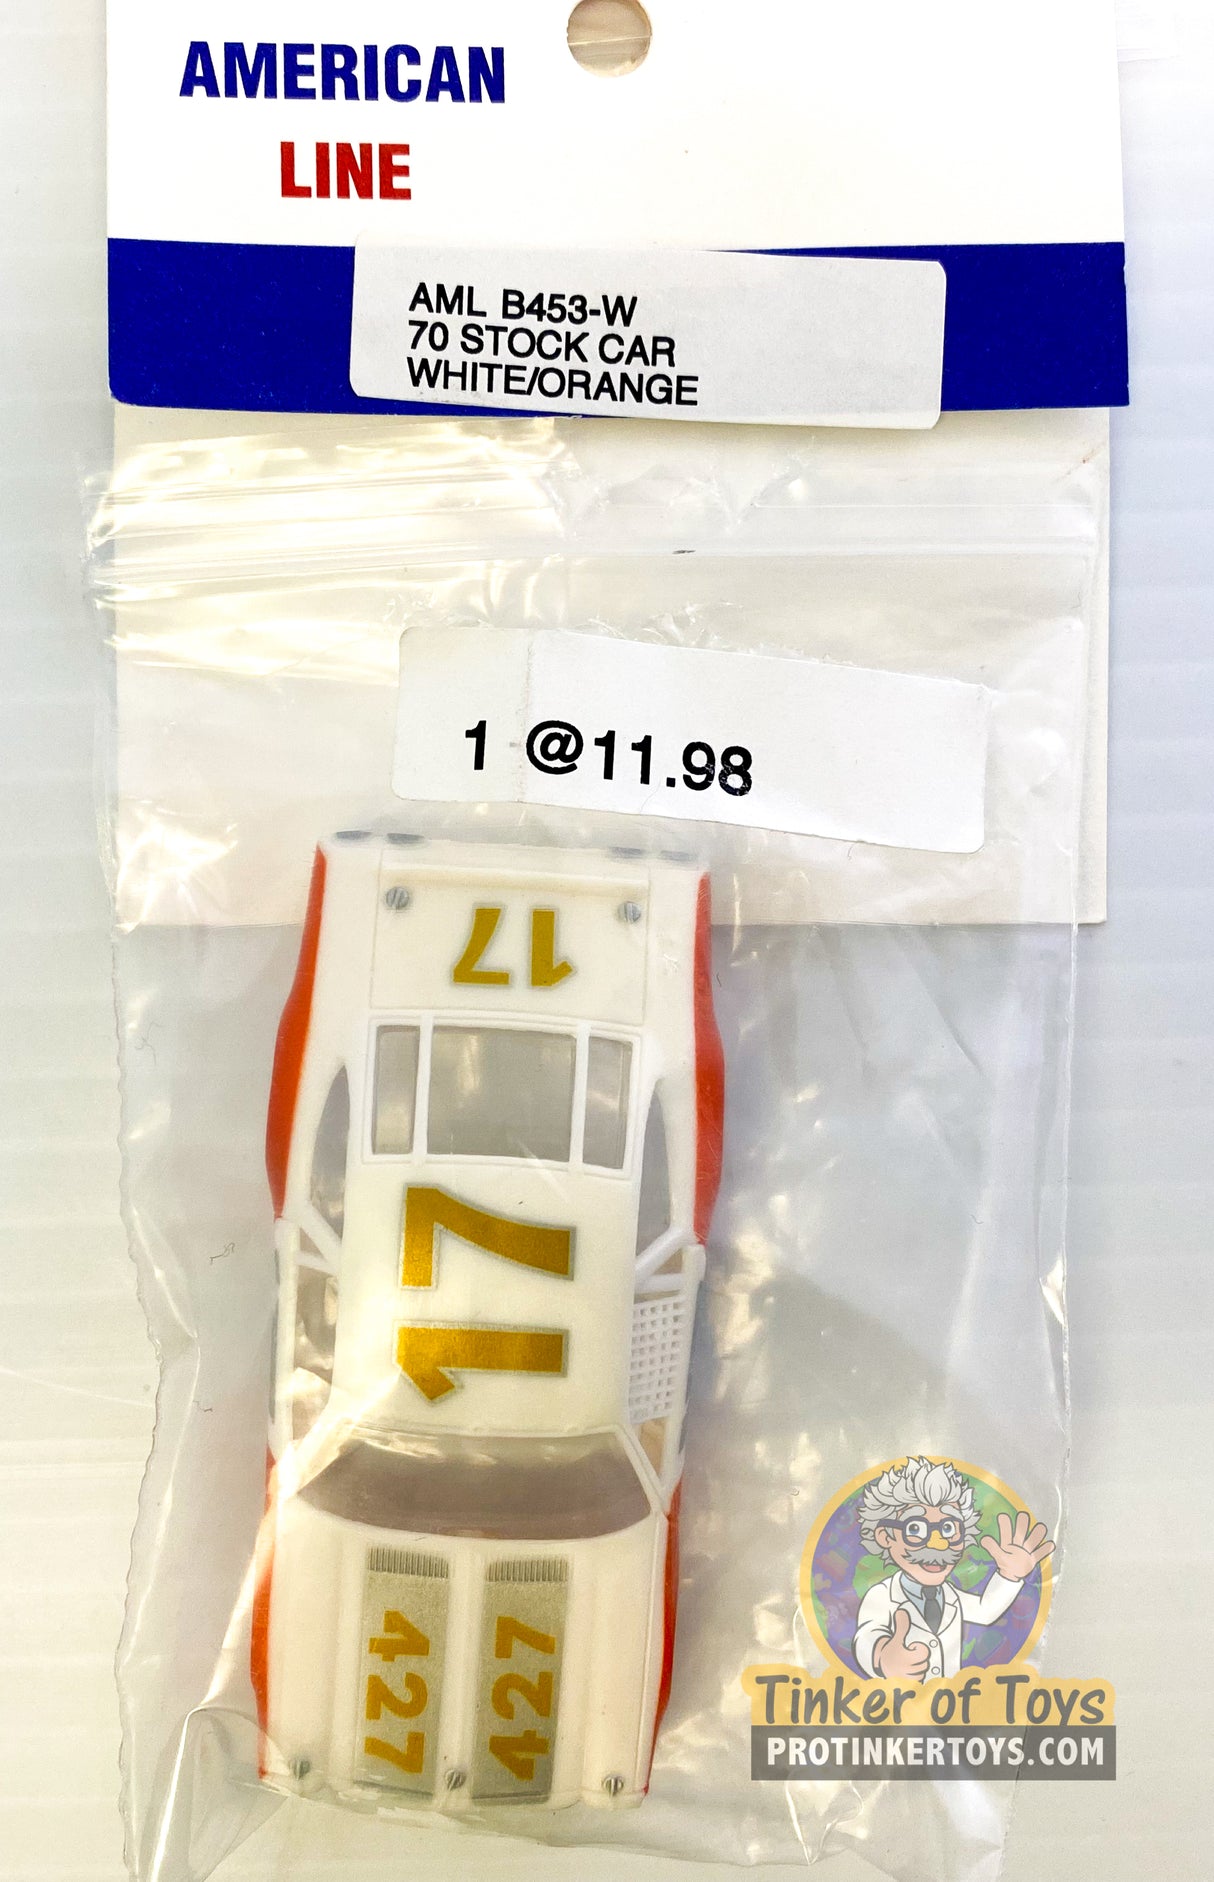 AMERICAN
LINE
AML B453-W
70 STOCK CAR
WHITE/ORANGE
1 @11.98
17
17
427
427
Tinker of Toys
PROTINKERTOYS.COM